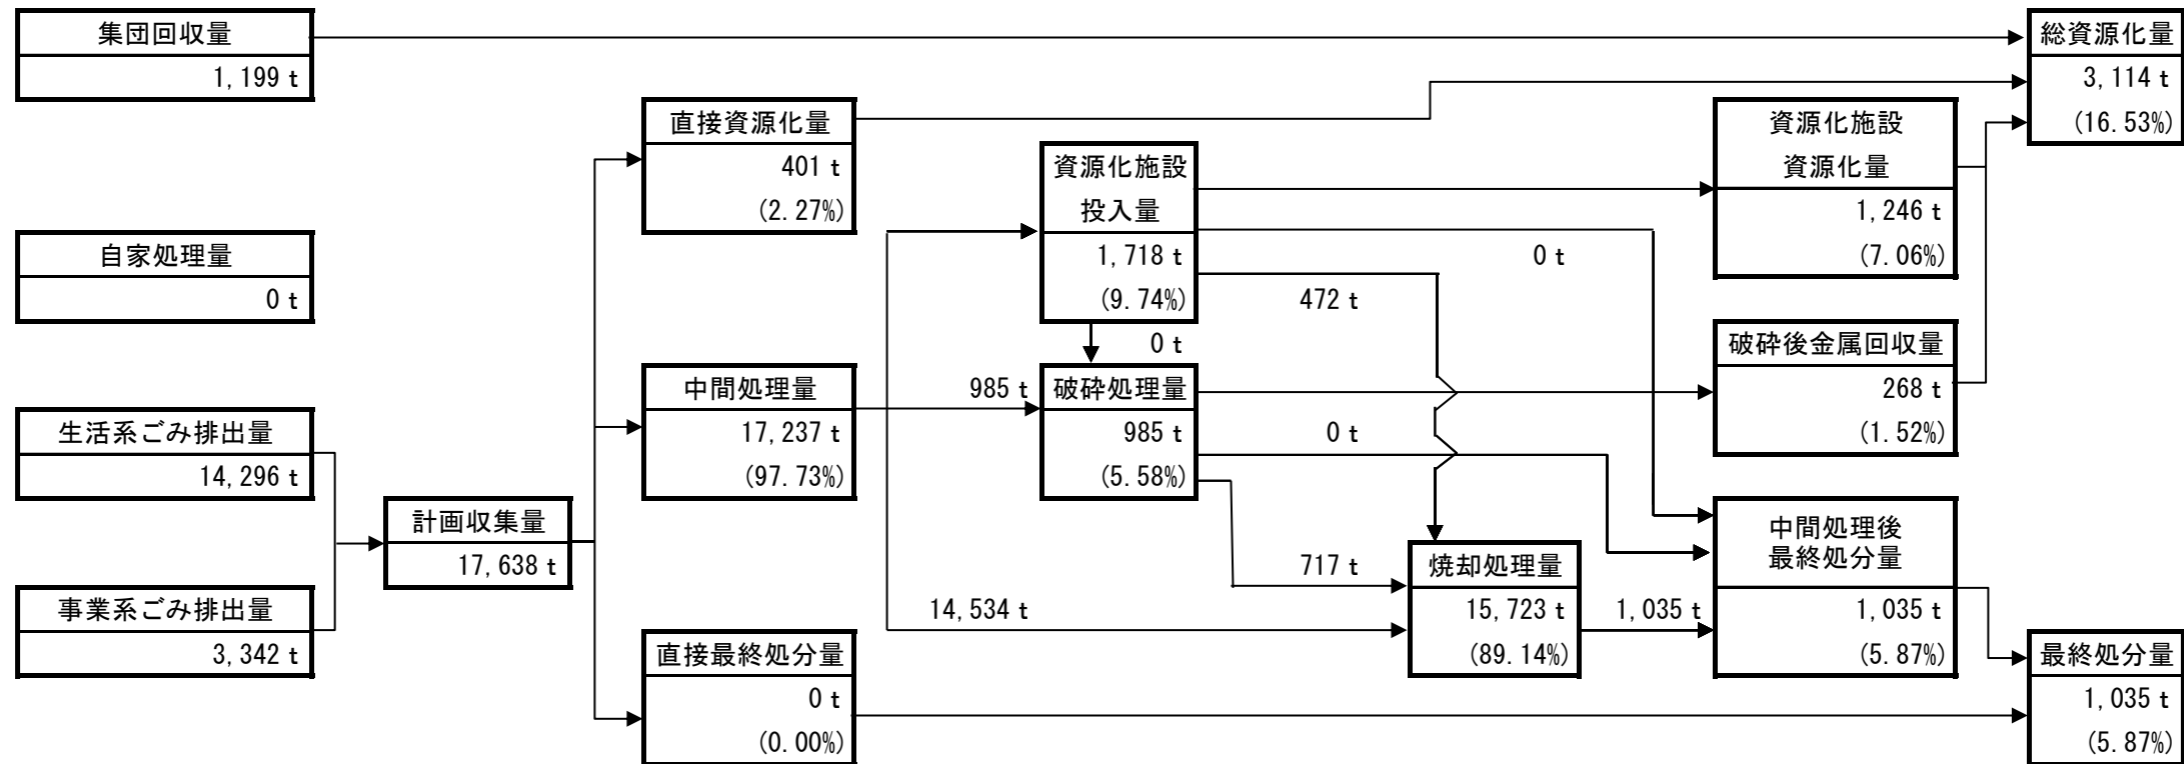 集団回収量
1,199 t
自家処理量
0 t
生活系ごみ排出量
14,296 t
事業系ごみ排出量
3,342 t
計画収集量
17,638 t
直接資源化量
401 t
(2.27%)
中間処理量
17,237 t
(97.73%)
直接最終処分量
0 t
(0.00%)
985 t
14,534 t
資源化施設
投入量
1,718 t
(9.74%)
0 t
破砕処理量
985 t
(5.58%)
0 t
472 t
0 t
717 t
焼却処理量
15,723 t
(89.14%)
1,035 t
資源化施設
資源化量
1,246 t
(7.06%)
破砕後金属回収量
268 t
(1.52%)
中間処理後
最終処分量
1,035 t
(5.87%)
総資源化量
3,114 t
(16.53%)
最終処分量
1,035 t
(5.87%)